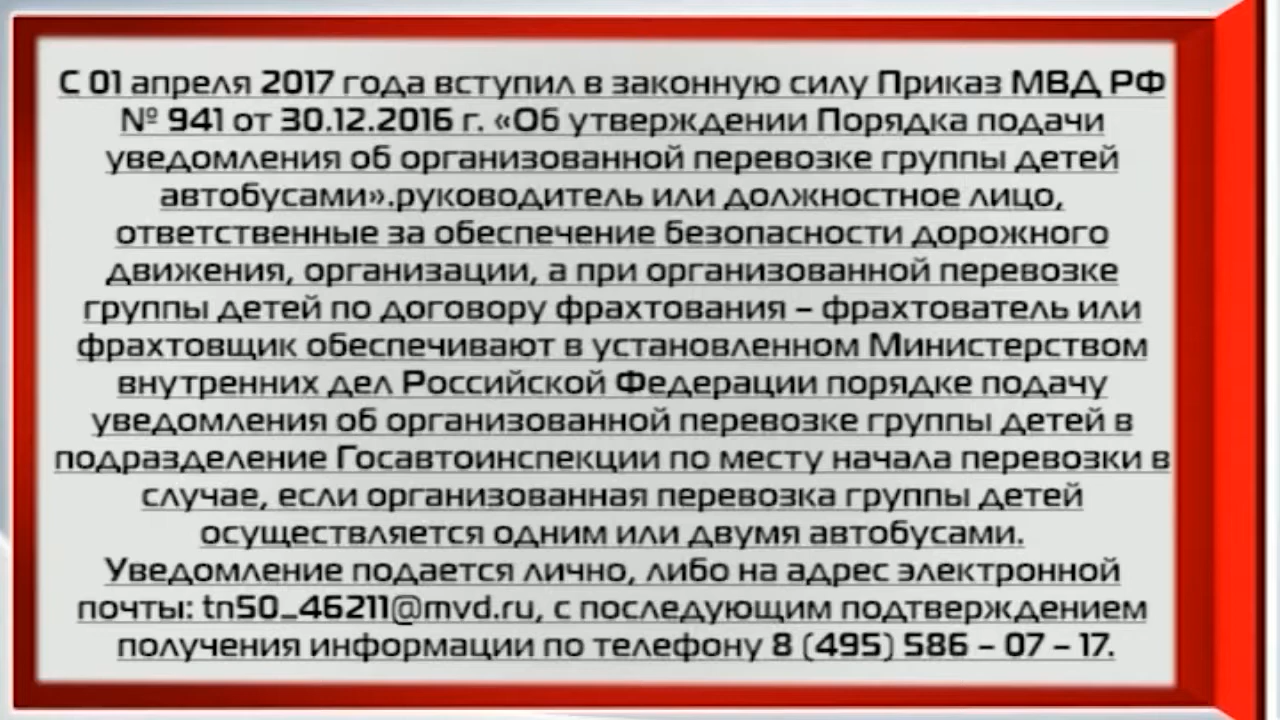 С 01 апреля 2017 года вступил в законную силу Приказ МВД РФ
№ 941 от 30.12.2016 г. «Об утверждении Порядка подачи
уведомления об организованной перевозке группы детей
автобусами».руководитель или должностное лицо,
ответственные за обеспечение безопасности дорожного
движения, организации, а при организованной перевозке
группы детей по договору фрахтования – фрахтователь или
фрахтовщик обеспечивают в установленном Министерством
внутренних дел Российской Федерации порядке подачу
уведомления об организованной перевозке группы детей в
подразделение Госавтоинспекции по месту начала перевозки в
случае, если организованная перевозка группы детей
осуществляется одним или двумя автобусами.
Уведомление подается лично, либо на адрес электронной
почты: tn50_46211@mvd.ru, с последующим подтверждением
получения информации по телефону 8 (495) 586 – 07 – 17.